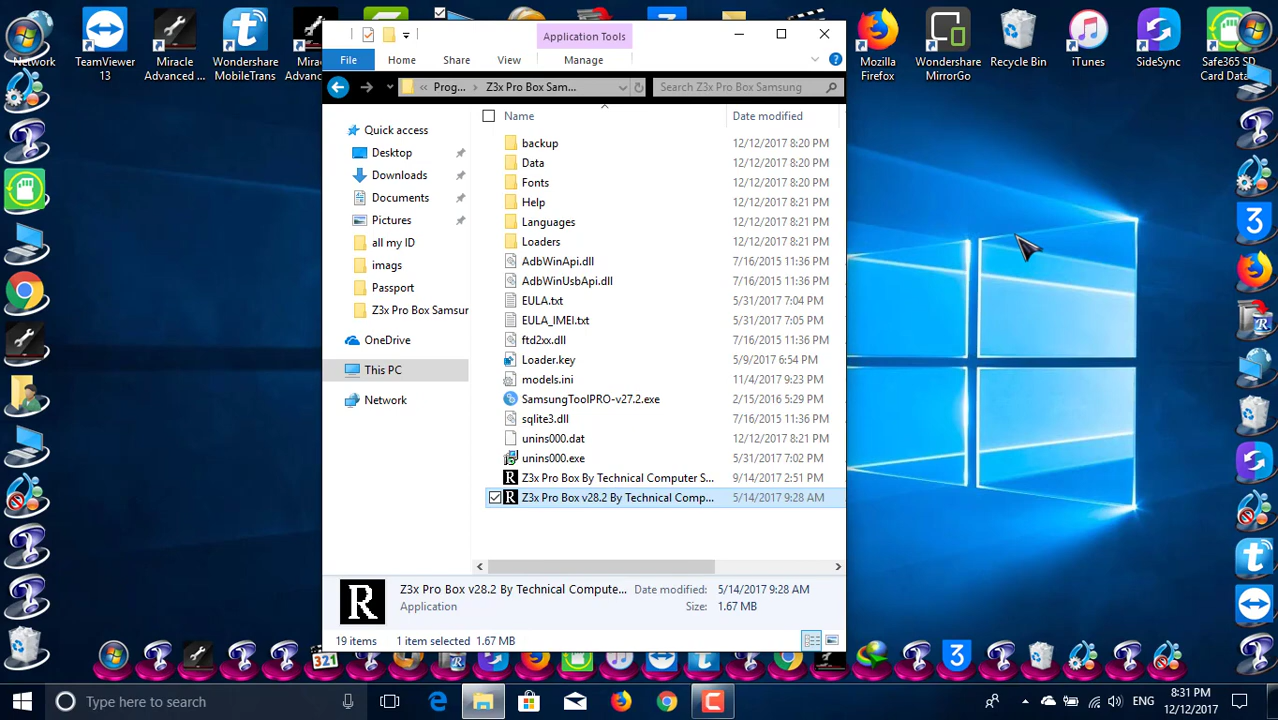 Network
TeamViewer 13
Miracle Advanced ...
Wondershare MobileTrans
Miracle
Mozilla Firefox
Wondershare MirrorGo
Recycle Bin
iTunes
SideSync
Safe365 SD Card Data
Application Tools
File
Home
Share
View
Manage
Prog...
Z3x Pro Box Sam...
Search Z3x Pro Box Samsung
Name
Date modified
Quick access
Desktop
Downloads
Documents
Pictures
all my ID
imags
Passport
Z3x Pro Box Samsur
OneDrive
This PC
Network
backup 12/12/2017 8:20 PM
Data 12/12/2017 8:20 PM
Fonts 12/12/2017 8:20 PM
Help 12/12/2017 8:21 PM
Languages 12/12/2017 8:21 PM
Loaders 12/12/2017 8:21 PM
AdbWinApi.dll 7/16/2015 11:36 PM
AdbWinUsbApi.dll 7/16/2015 11:36 PM
EULA.txt 5/31/2017 7:04 PM
EULA_IMEI.txt 5/31/2017 7:05 PM
ftd2xx.dll 7/16/2015 11:36 PM
Loader.key 5/9/2017 6:54 PM
models.ini 11/4/2017 9:23 PM
SamsungToolPRO-v27.2.exe 2/15/2016 5:29 PM
sqlite3.dll 7/16/2015 11:36 PM
unins000.dat 12/12/2017 8:21 PM
unins000.exe 5/31/2017 7:02 PM
Z3x Pro Box By Technical Computer S... 9/14/2017 2:51 PM
Z3x Pro Box v28.2 By Technical Comp... 5/14/2017 9:28 AM
R
Z3x Pro Box v28.2 By Technical Compute...
Application
Date modified: 5/14/2017 9:28 AM
Size: 1.67 MB
19 items
1 item selected 1.67 MB
321
3
3
Type here to search
ENG
8:31 PM
12/12/2017